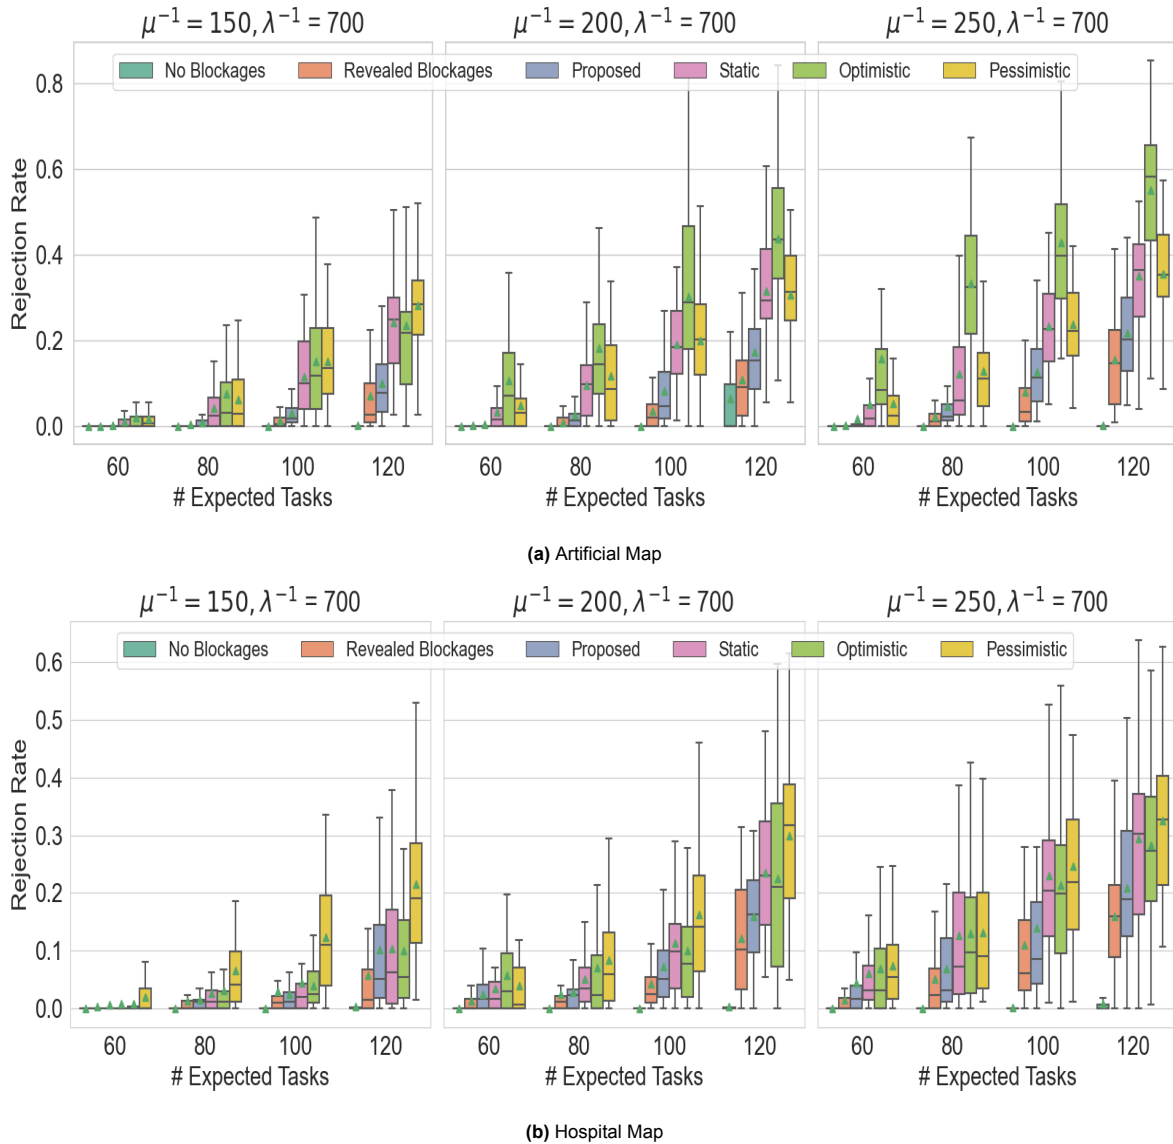 μ⁻¹ = 150, λ⁻¹ = 700 μ⁻¹ = 200, λ⁻¹ = 700 μ⁻¹ = 250, λ⁻¹ = 700
No Blockages Revealed Blockages Proposed Static Optimistic Pessimistic
Rejection Rate
0.8
0.6
0.4
0.2
0.0
60 80 100 120 60 80 100 120 60 80 100 120
# Expected Tasks # Expected Tasks # Expected Tasks
(a) Artificial Map
μ⁻¹ = 150, λ⁻¹ = 700 μ⁻¹ = 200, λ⁻¹ = 700 μ⁻¹ = 250, λ⁻¹ = 700
No Blockages Revealed Blockages Proposed Static Optimistic Pessimistic
Rejection Rate
0.6
0.5
0.4
0.3
0.2
0.1
0.0
60 80 100 120 60 80 100 120 60 80 100 120
# Expected Tasks # Expected Tasks # Expected Tasks
(b) Hospital Map